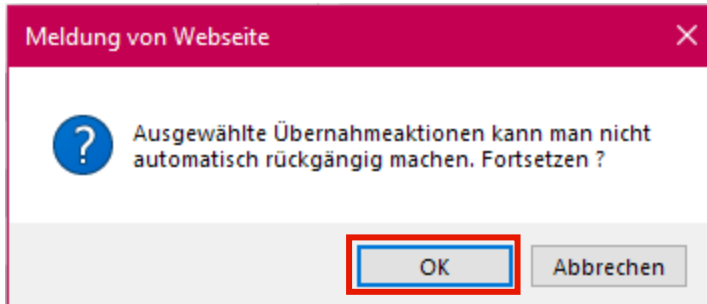 Meldung von Webseite
Ausgewählte Übernahmeaktionen kann man nicht
automatisch rückgängig machen. Fortsetzen ?
OK
Abbrechen